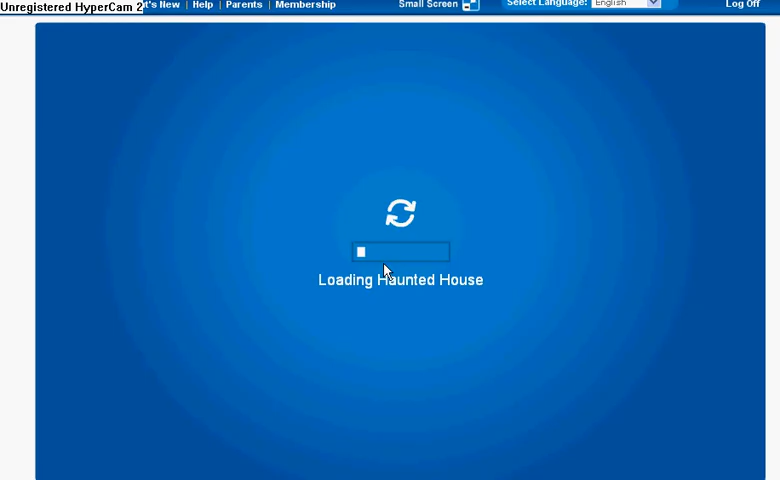 Unregistered HyperCam 2
t's New | Help | Parents | Membership
Small Screen
Select Language: English
Log Off
Loading Haunted House